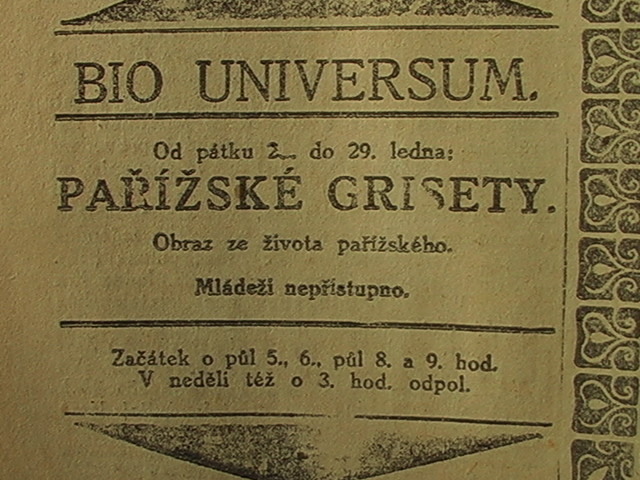 BIO UNIVERSUM.
Od pátku do 29. ledna:
PAŘÍŽSKÉ GRISETY.
Obraz ze života pařížského.
Mládeži nepřístupno.
Začátek o půl 5., 6., půl 8. a 9. hod.
V neděli též o 3. hod. odpol.